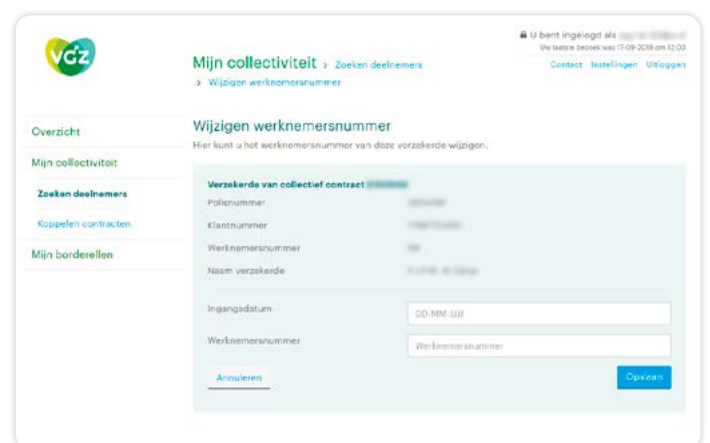 VGZ
U bent ingelogd als
Uw laatste bezoek was 17-09-2018 om 12:03
Contact Instellingen Uitloggen
Mijn collectiviteit > Zoeken deelnemers
> Wijzigen werknemersnummer
Overzicht
Mijn collectiviteit
Zoeken deelnemers
Koppelen contracten
Mijn borderellen
Wijzigen werknemersnummer
Hier kunt u het werknemersnummer van deze verzekerde wijzigen.
Verzekerde van collectief contract
Polisnummer
Klantnummer
Werknemersnummer
Naam verzekerde
Ingangsdatum
DD-MM-JJJJ
Werknemersnummer
Werknemersnummer
Annuleren
Opslaan